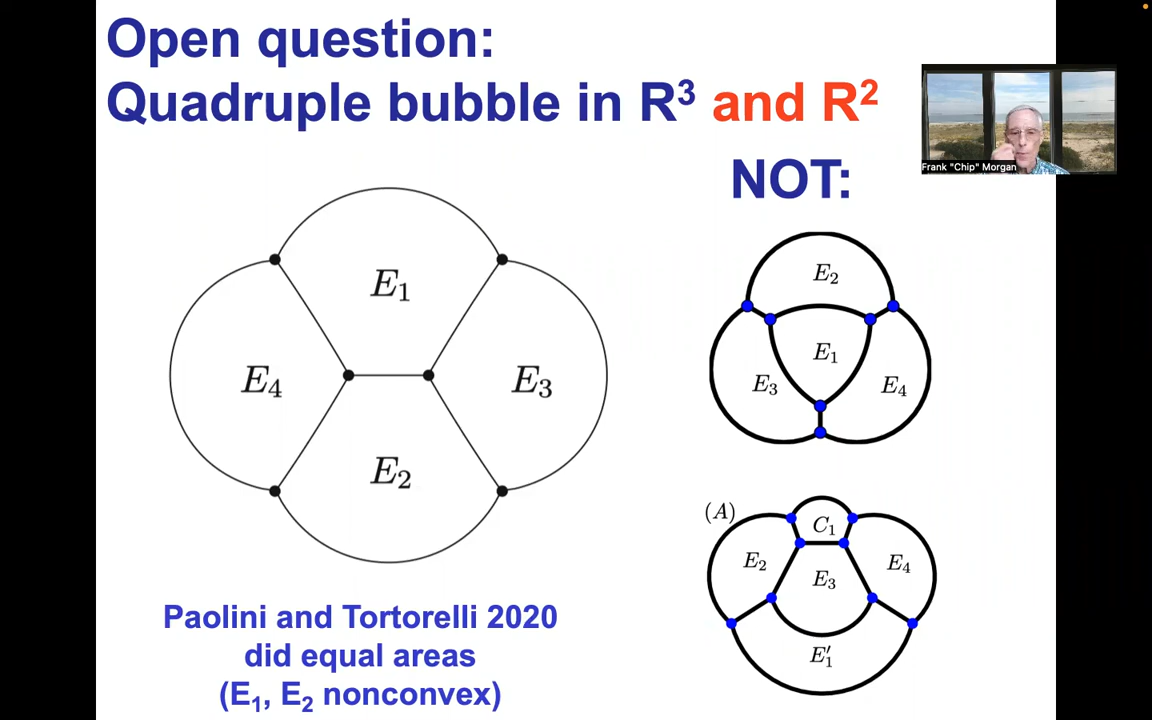 Open question:
Quadruple bubble in R³ and R²
Frank "Chip" Morgan
NOT:
E₁
E₄
E₃
E₂
E₂
E₁
E₃
E₄
(A)
C₁
E₂
E₄
E₃
E₁′
Paolini and Tortorelli 2020
did equal areas
(E₁, E₂ nonconvex)